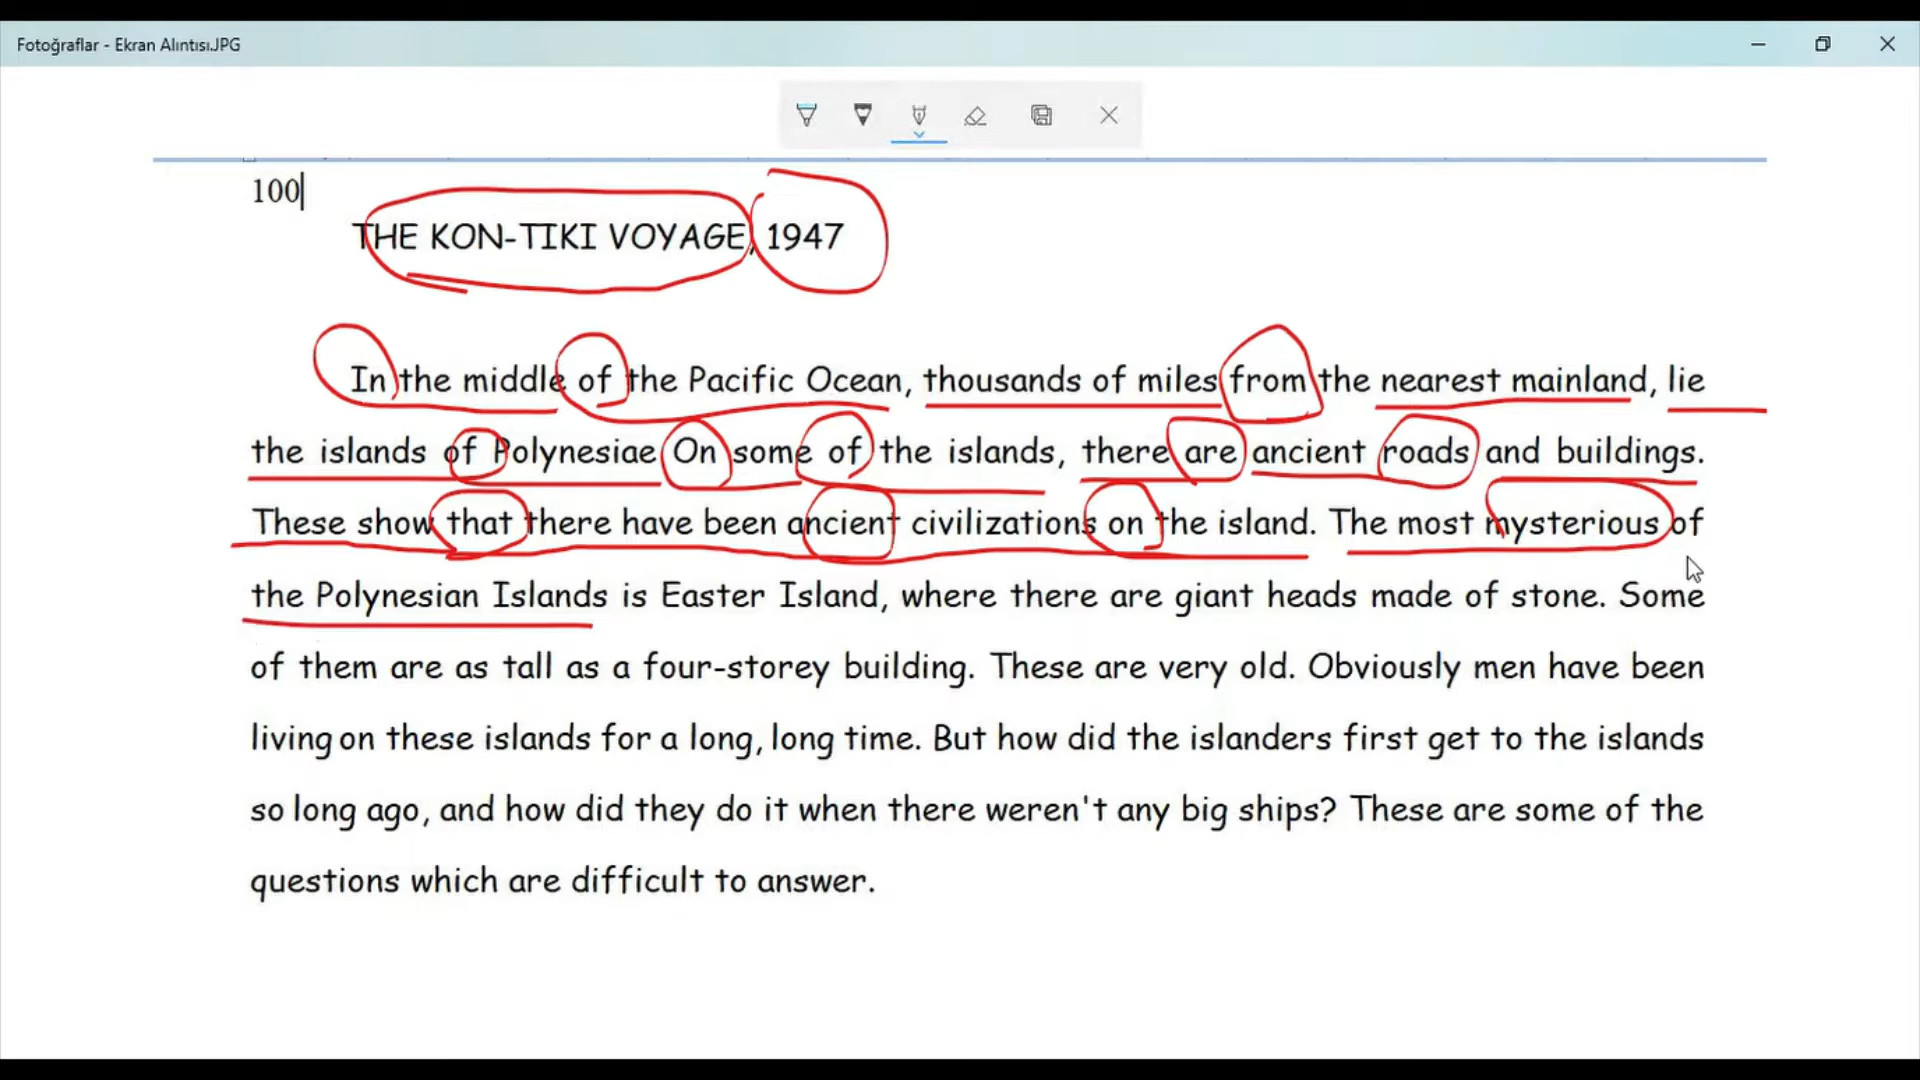 Fotoğraflar - Ekran Alıntısı.JPG
100
THE KON-TIKI VOYAGE, 1947
In the middle of the Pacific Ocean, thousands of miles from the nearest mainland, lie
the islands of Polynesiae On some of the islands, there are ancient roads and buildings.
These show that there have been ancient civilizations on the island. The most mysterious of
the Polynesian Islands is Easter Island, where there are giant heads made of stone. Some
of them are as tall as a four-storey building. These are very old. Obviously men have been
living on these islands for a long, long time. But how did the islanders first get to the islands
so long ago, and how did they do it when there weren't any big ships? These are some of the
questions which are difficult to answer.